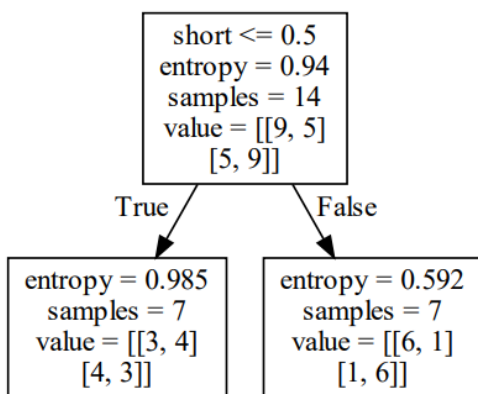 short <= 0.5
entropy = 0.94
samples = 14
value = [[9, 5]
[5, 9]]
True
False
entropy = 0.985
samples = 7
value = [[3, 4]
[4, 3]]
entropy = 0.592
samples = 7
value = [[6, 1]
[1, 6]]